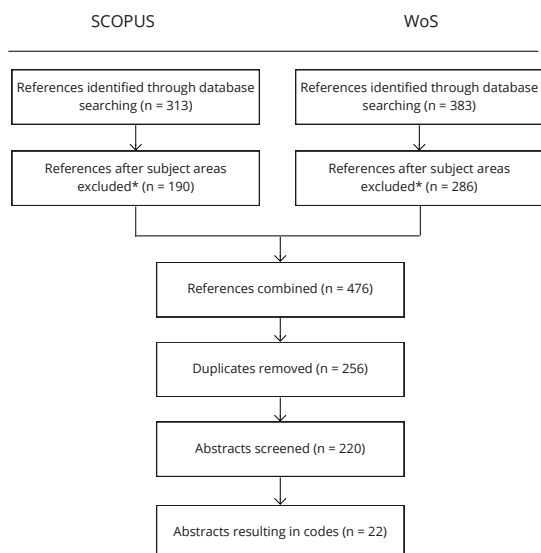 SCOPUS
WoS
References identified through database
searching (n = 313)
References identified through database
searching (n = 383)
References after subject areas
excluded* (n = 190)
References after subject areas
excluded* (n = 286)
References combined (n = 476)
Duplicates removed (n = 256)
Abstracts screened (n = 220)
Abstracts resulting in codes (n = 22)